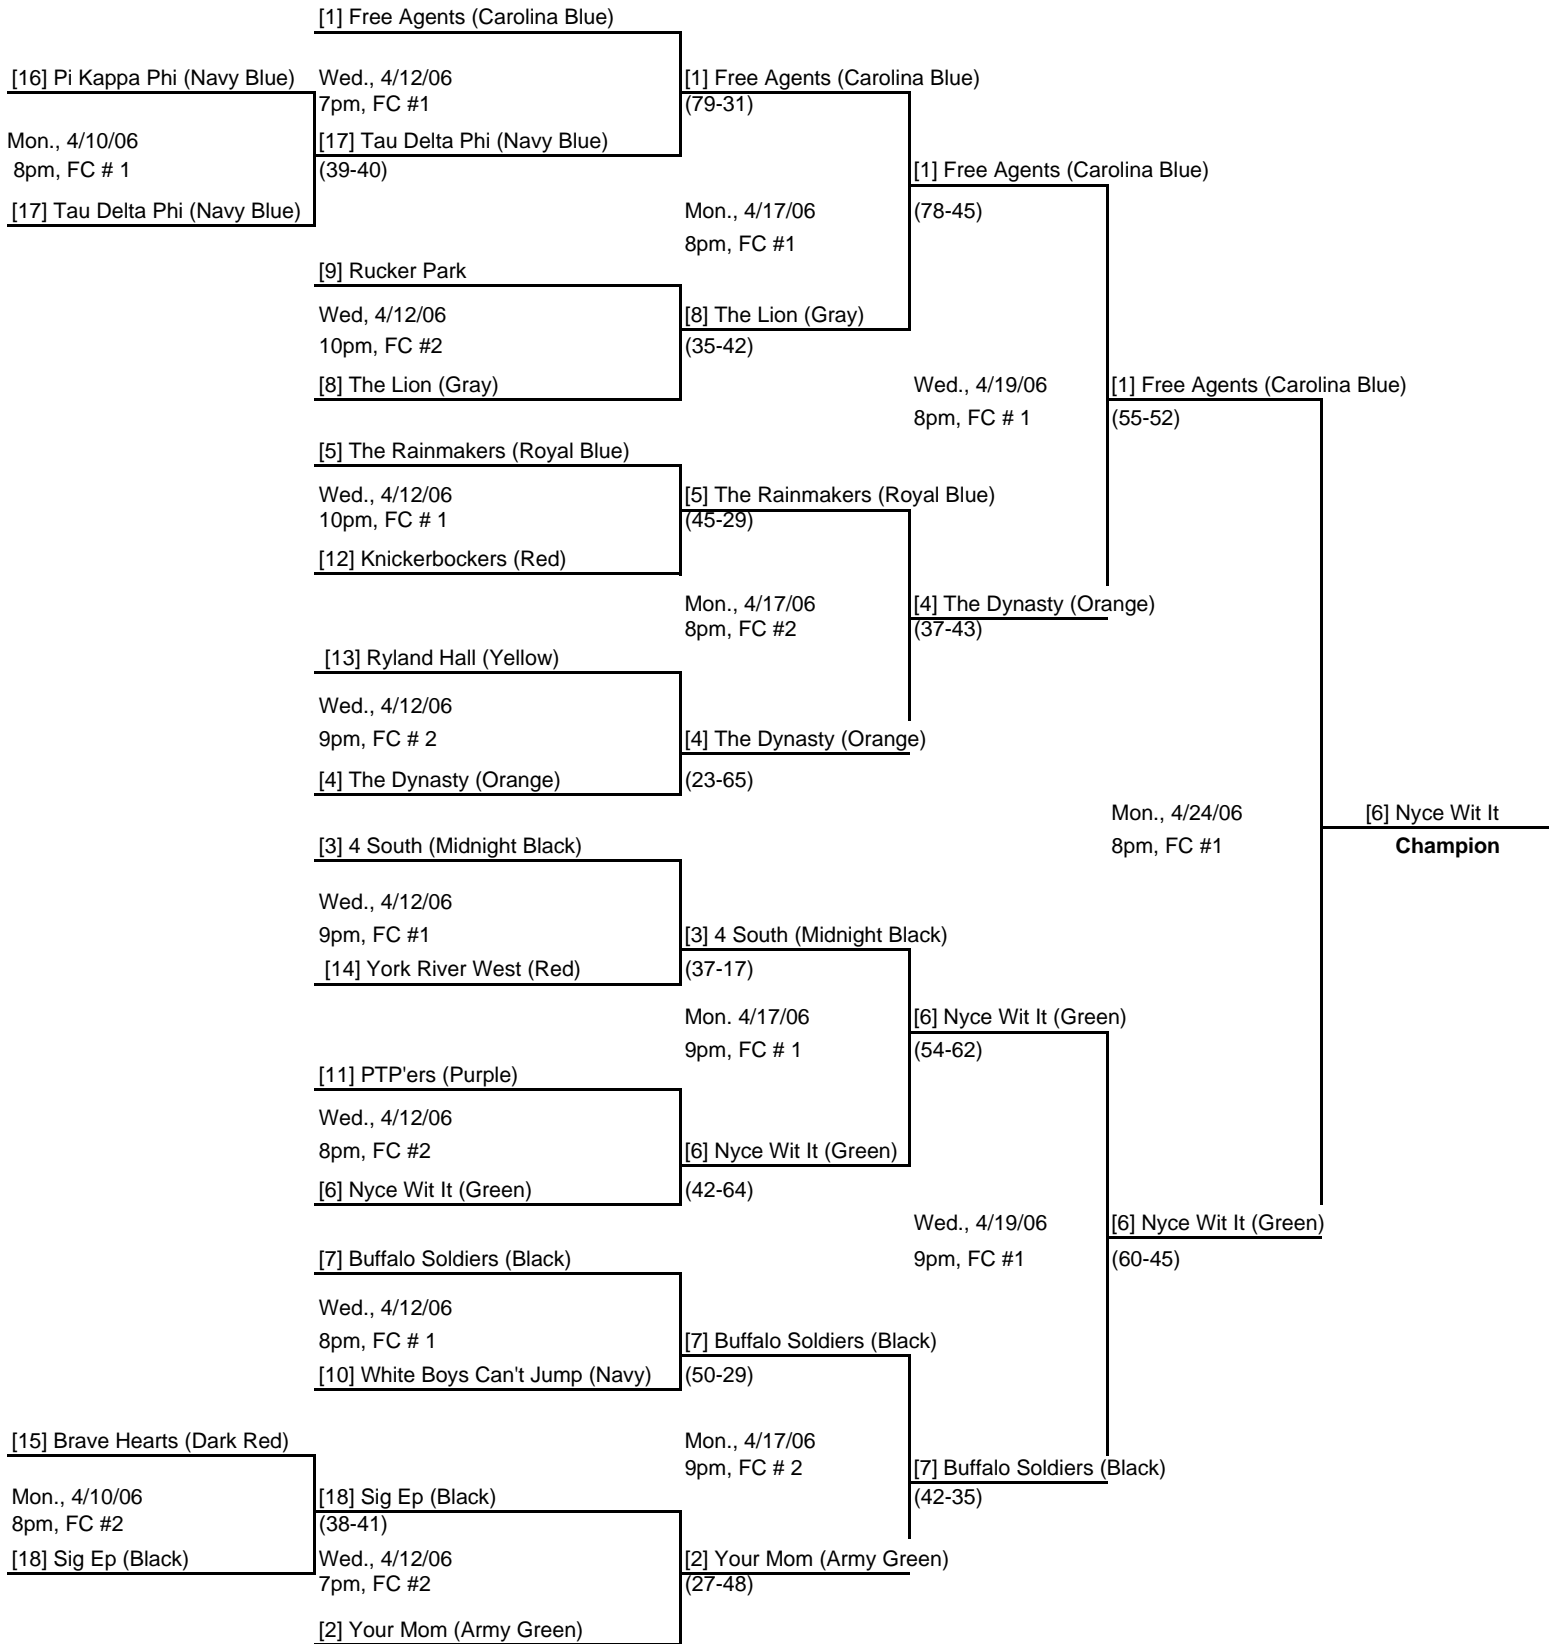 [1] Free Agents (Carolina Blue)
[16] Pi Kappa Phi (Navy Blue)
Wed., 4/12/06
[1] Free Agents (Carolina Blue)
7pm, FC #1
(79-31)
Mon., 4/10/06
[17] Tau Delta Phi (Navy Blue)
8pm, FC # 1
(39-40)
[1] Free Agents (Carolina Blue)
[17] Tau Delta Phi (Navy Blue)
Mon., 4/17/06
(78-45)
8pm, FC #1
[9] Rucker Park
Wed, 4/12/06
[8] The Lion (Gray)
10pm, FC #2
(35-42)
[8] The Lion (Gray)
Wed., 4/19/06
[1] Free Agents (Carolina Blue)
8pm, FC # 1
(55-52)
[5] The Rainmakers (Royal Blue)
Wed., 4/12/06
[5] The Rainmakers (Royal Blue)
10pm, FC # 1
(45-29)
[12] Knickerbockers (Red)
Mon., 4/17/06
[4] The Dynasty (Orange)
8pm, FC #2
(37-43)
[13] Ryland Hall (Yellow)
Wed., 4/12/06
9pm, FC # 2
[4] The Dynasty (Orange)
[4] The Dynasty (Orange)
(23-65)
Mon., 4/24/06
[6] Nyce Wit It
8pm, FC #1
Champion
[3] 4 South (Midnight Black)
Wed., 4/12/06
9pm, FC #1
[3] 4 South (Midnight Black)
[14] York River West (Red)
(37-17)
Mon. 4/17/06
[6] Nyce Wit It (Green)
9pm, FC # 1
(54-62)
[11] PTP'ers (Purple)
Wed., 4/12/06
8pm, FC #2
[6] Nyce Wit It (Green)
[6] Nyce Wit It (Green)
(42-64)
Wed., 4/19/06
[6] Nyce Wit It (Green)
9pm, FC #1
(60-45)
[7] Buffalo Soldiers (Black)
Wed., 4/12/06
8pm, FC # 1
[7] Buffalo Soldiers (Black)
[10] White Boys Can't Jump (Navy)
(50-29)
[15] Brave Hearts (Dark Red)
Mon., 4/17/06
9pm, FC # 2
[7] Buffalo Soldiers (Black)
Mon., 4/10/06
[18] Sig Ep (Black)
(42-35)
8pm, FC #2
(38-41)
[18] Sig Ep (Black)
Wed., 4/12/06
[2] Your Mom (Army Green)
7pm, FC #2
(27-48)
[2] Your Mom (Army Green)